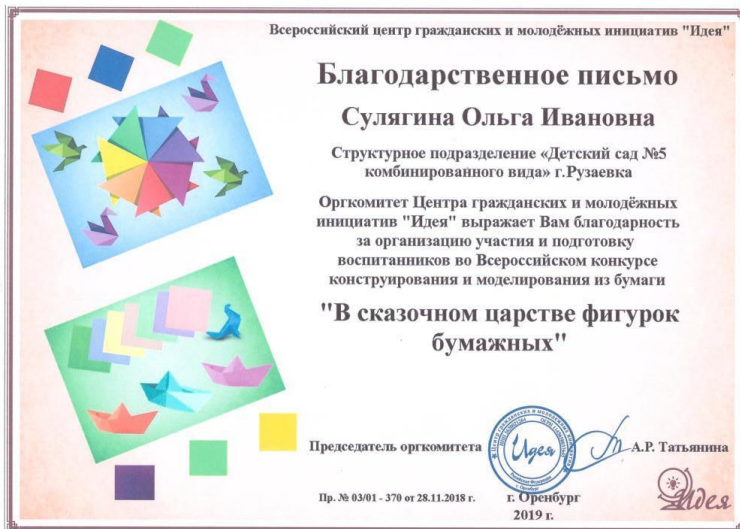 Всероссийский центр гражданских и молодёжных инициатив "Идея"
Благодарственное письмо
Сулягина Ольга Ивановна
Структурное подразделение «Детский сад №5
комбинированного вида» г.Рузаевка
Оргкомитет Центра гражданских и молодёжных
инициатив "Идея" выражает Вам благодарность
за организацию участия и подготовку
воспитанников во Всероссийском конкурсе
конструирования и моделирования из бумаги
"В сказочном царстве фигурок
бумажных"
Председатель оргкомитета
Идея
А.Р. Татьянина
Пр. № 03/01 - 370 от 28.11.2018 г.
г. Оренбург
2019 г.
Идея